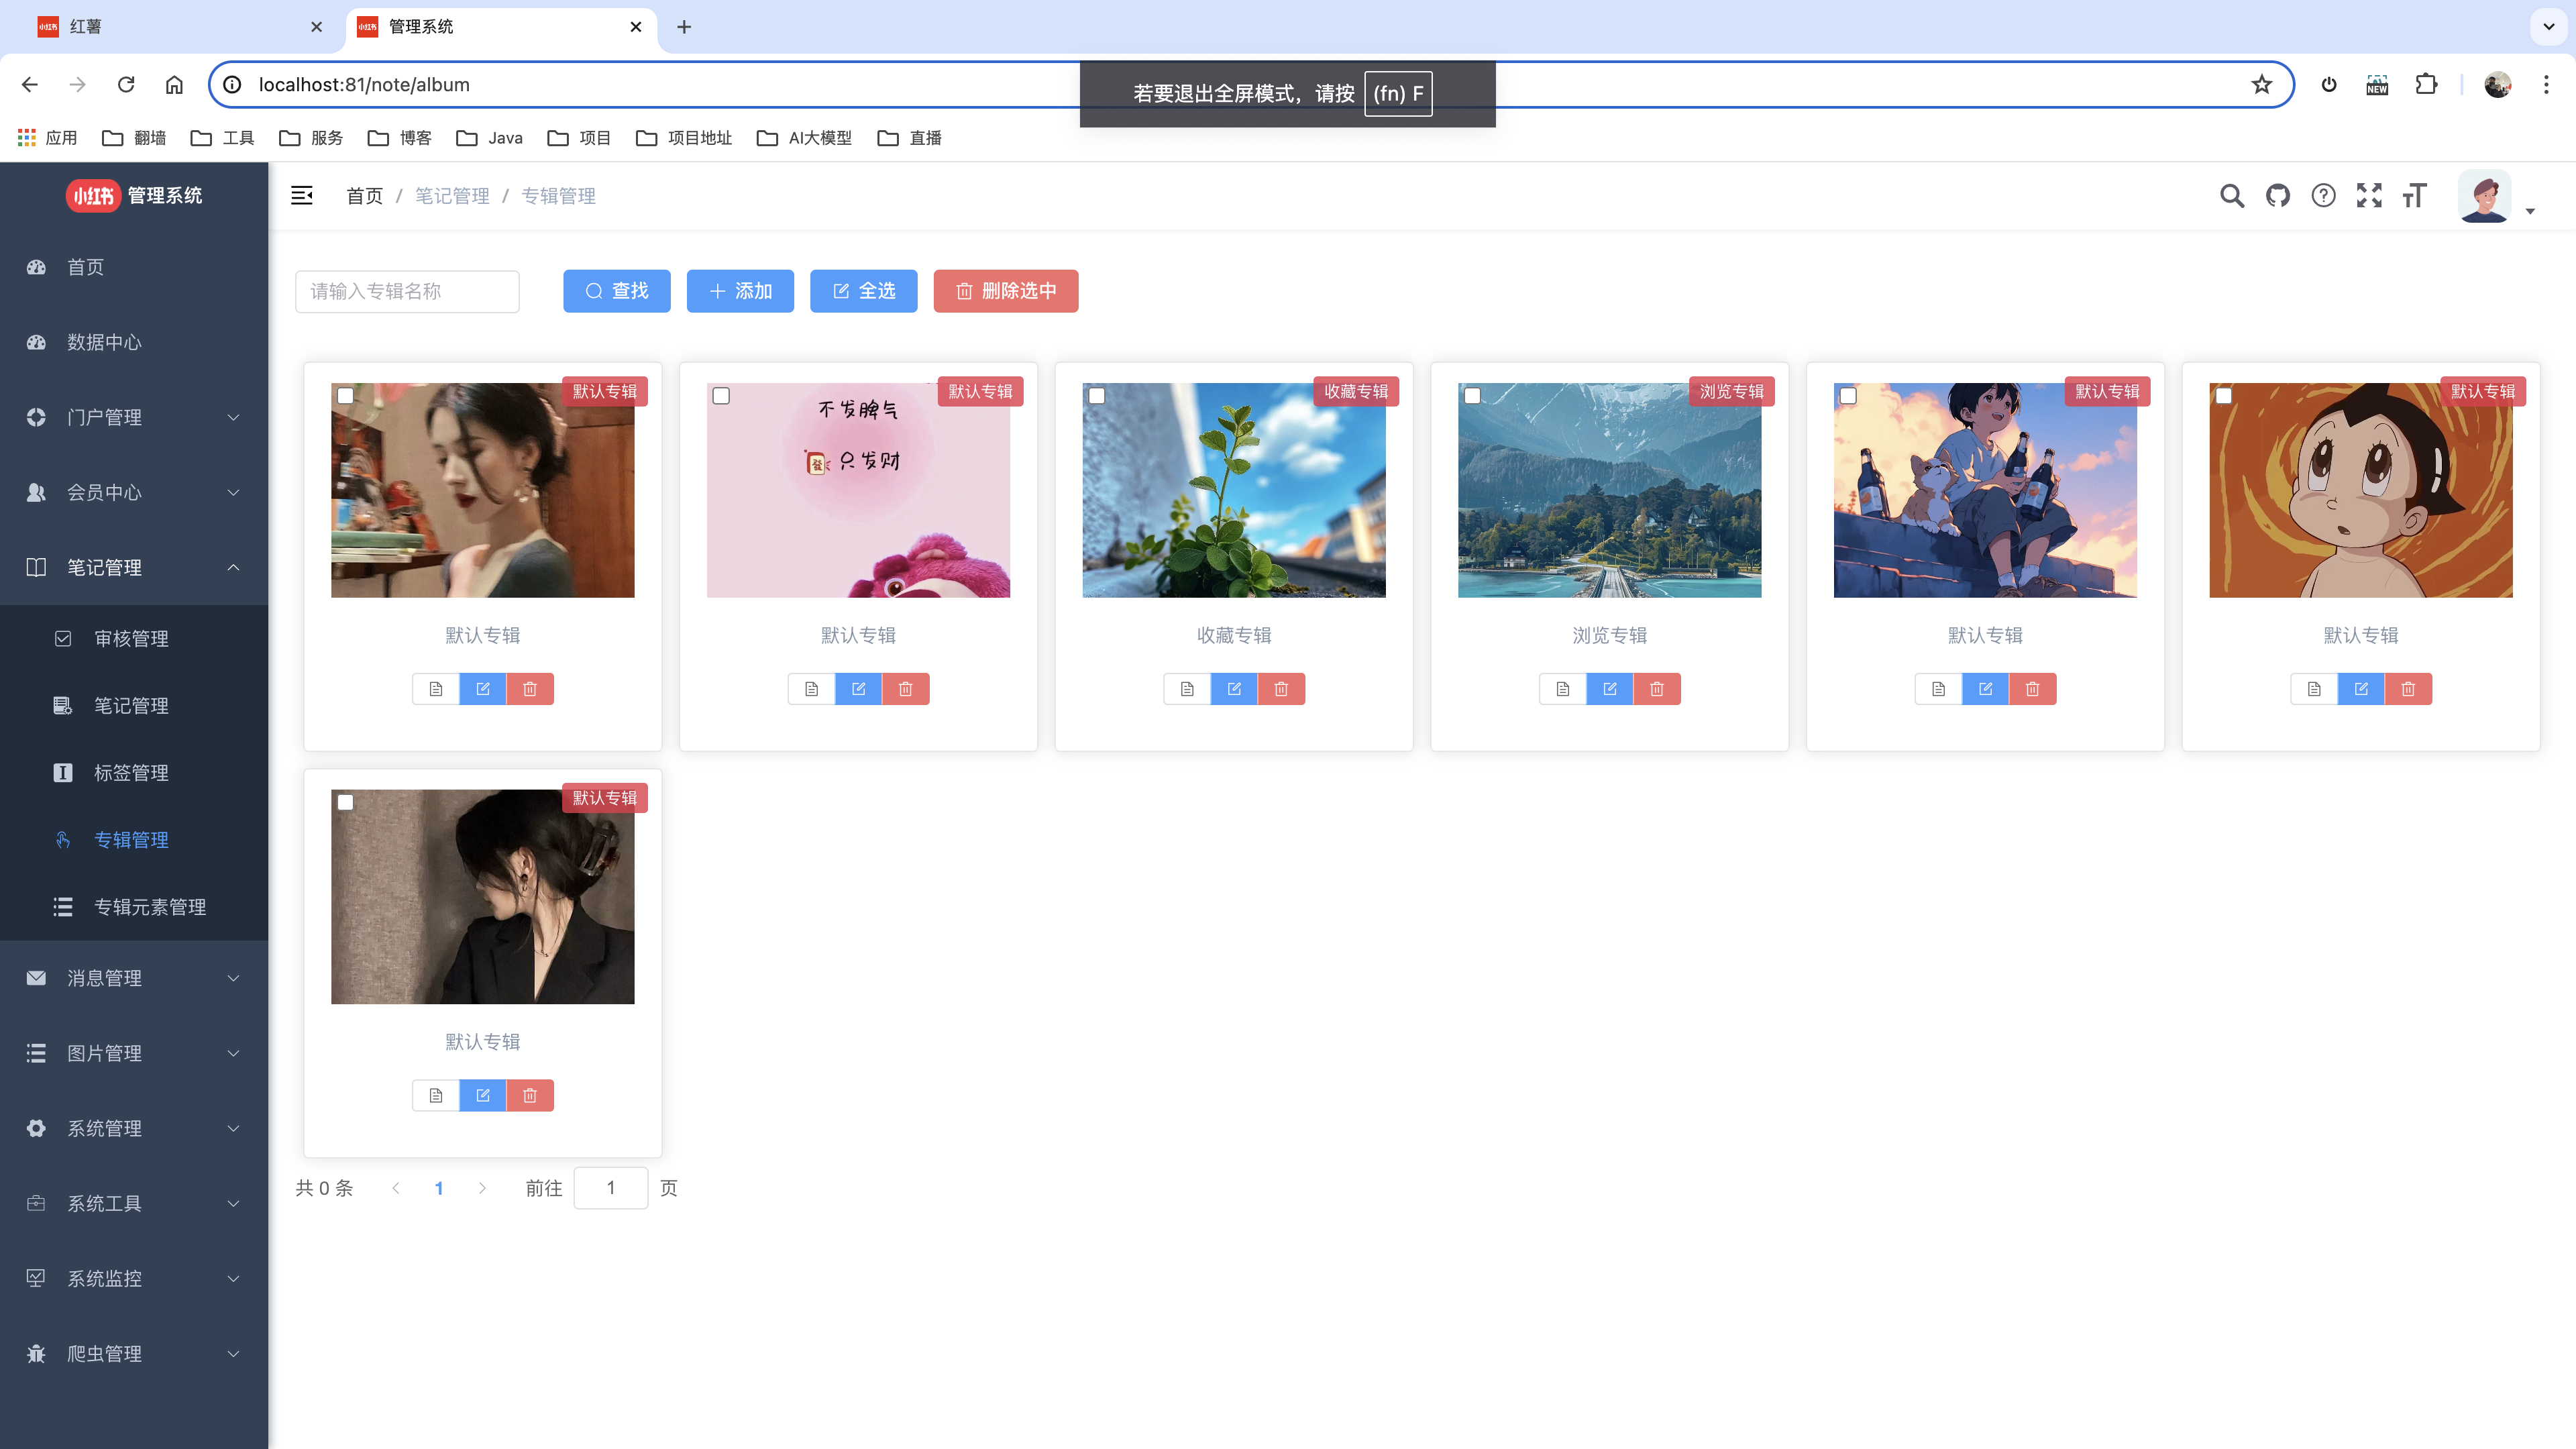 红薯
管理系统
localhost:81/note/album
若要退出全屏模式，请按 (fn) F
NEW
应用 翻墙 工具 服务 博客 Java 项目 项目地址 AI大模型 直播
小红书 管理系统
首页 / 笔记管理 / 专辑管理
首页
数据中心
门户管理
会员中心
笔记管理
审核管理
笔记管理
标签管理
专辑管理
专辑元素管理
消息管理
图片管理
系统管理
系统工具
系统监控
爬虫管理
请输入专辑名称 查找 添加 全选 删除选中
默认专辑 默认专辑 收藏专辑 浏览专辑 默认专辑 默认专辑
不发脾气
發 只发财
默认专辑 默认专辑 收藏专辑 浏览专辑 默认专辑 默认专辑
默认专辑
默认专辑
共 0 条 1 前往 1 页